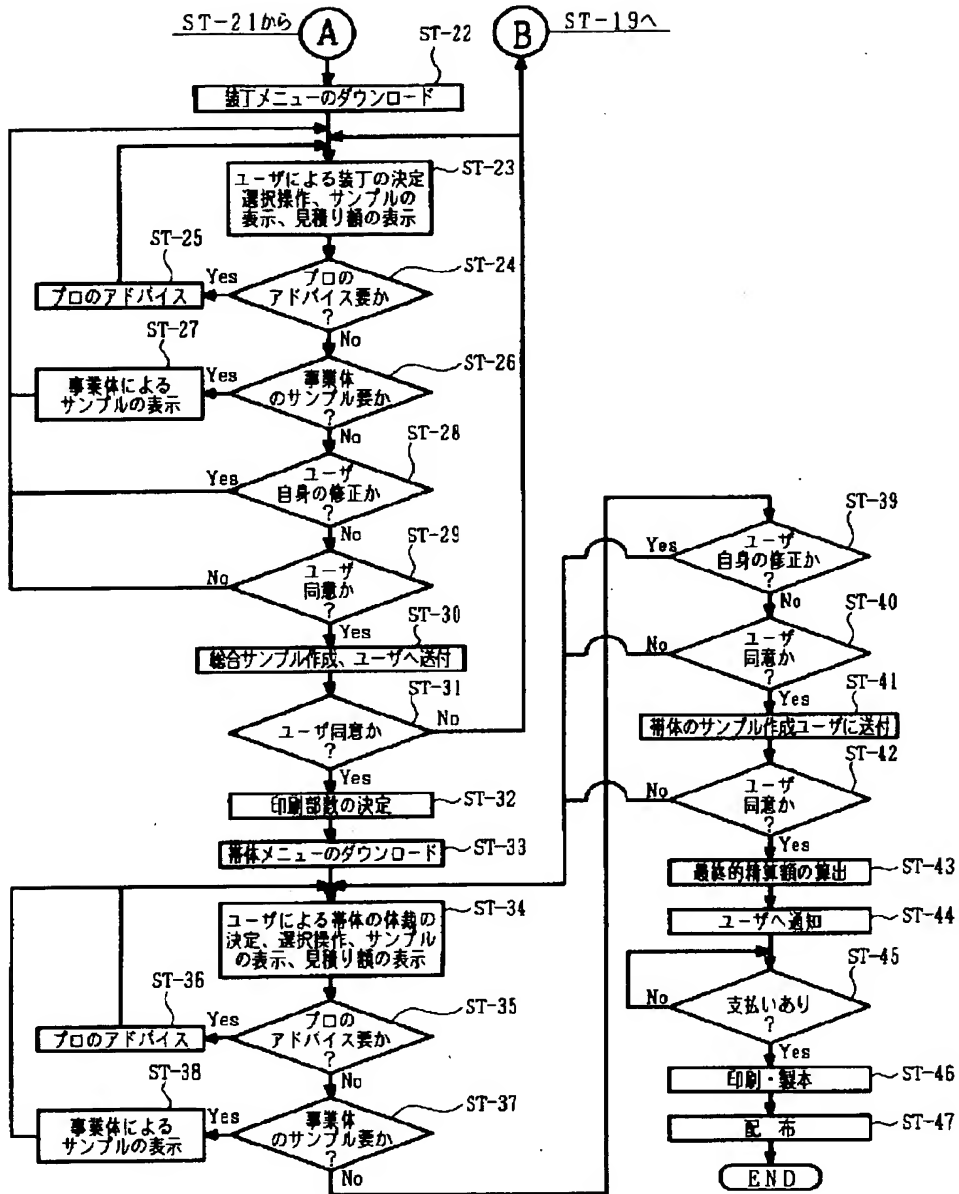 ST-21から
A
B
ST-19へ
ST-22
装丁メニューのダウンロード
ST-23
ユーザによる装丁の決定
選択操作、サンプルの
表示、見積り額の表示
ST-25
プロのアドバイス
Yes
ST-24
プロの
アドバイス要か
?
No
ST-27
事業体による
サンプルの表示
Yes
ST-26
事業体
のサンプル要か
?
No
ST-28
Yes
ユーザ
自身の修正か
?
No
ST-29
No
ユーザ
同意か
?
Yes
ST-30
総合サンプル作成、ユーザへ送付
ST-31
ユーザ同意か
?
No
Yes
印刷部数の決定
ST-32
帯体メニューのダウンロード
ST-33
ST-34
ユーザによる帯体の体裁の
決定、選択操作、サンプル
の表示、見積り額の表示
ST-36
プロのアドバイス
Yes
ST-35
プロの
アドバイス要か
?
No
ST-38
事業体による
サンプルの表示
Yes
ST-37
事業体
のサンプル要か
?
No
ST-39
Yes
ユーザ
自身の修正か
?
No
ST-40
No
ユーザ
同意か
?
Yes
ST-41
帯体のサンプル作成ユーザに送付
ST-42
No
ユーザ
同意か
?
Yes
最終的精算額の算出
ST-43
ユーザへ通知
ST-44
ST-45
No
支払いあり
?
Yes
印刷・製本
ST-46
配 布
ST-47
END